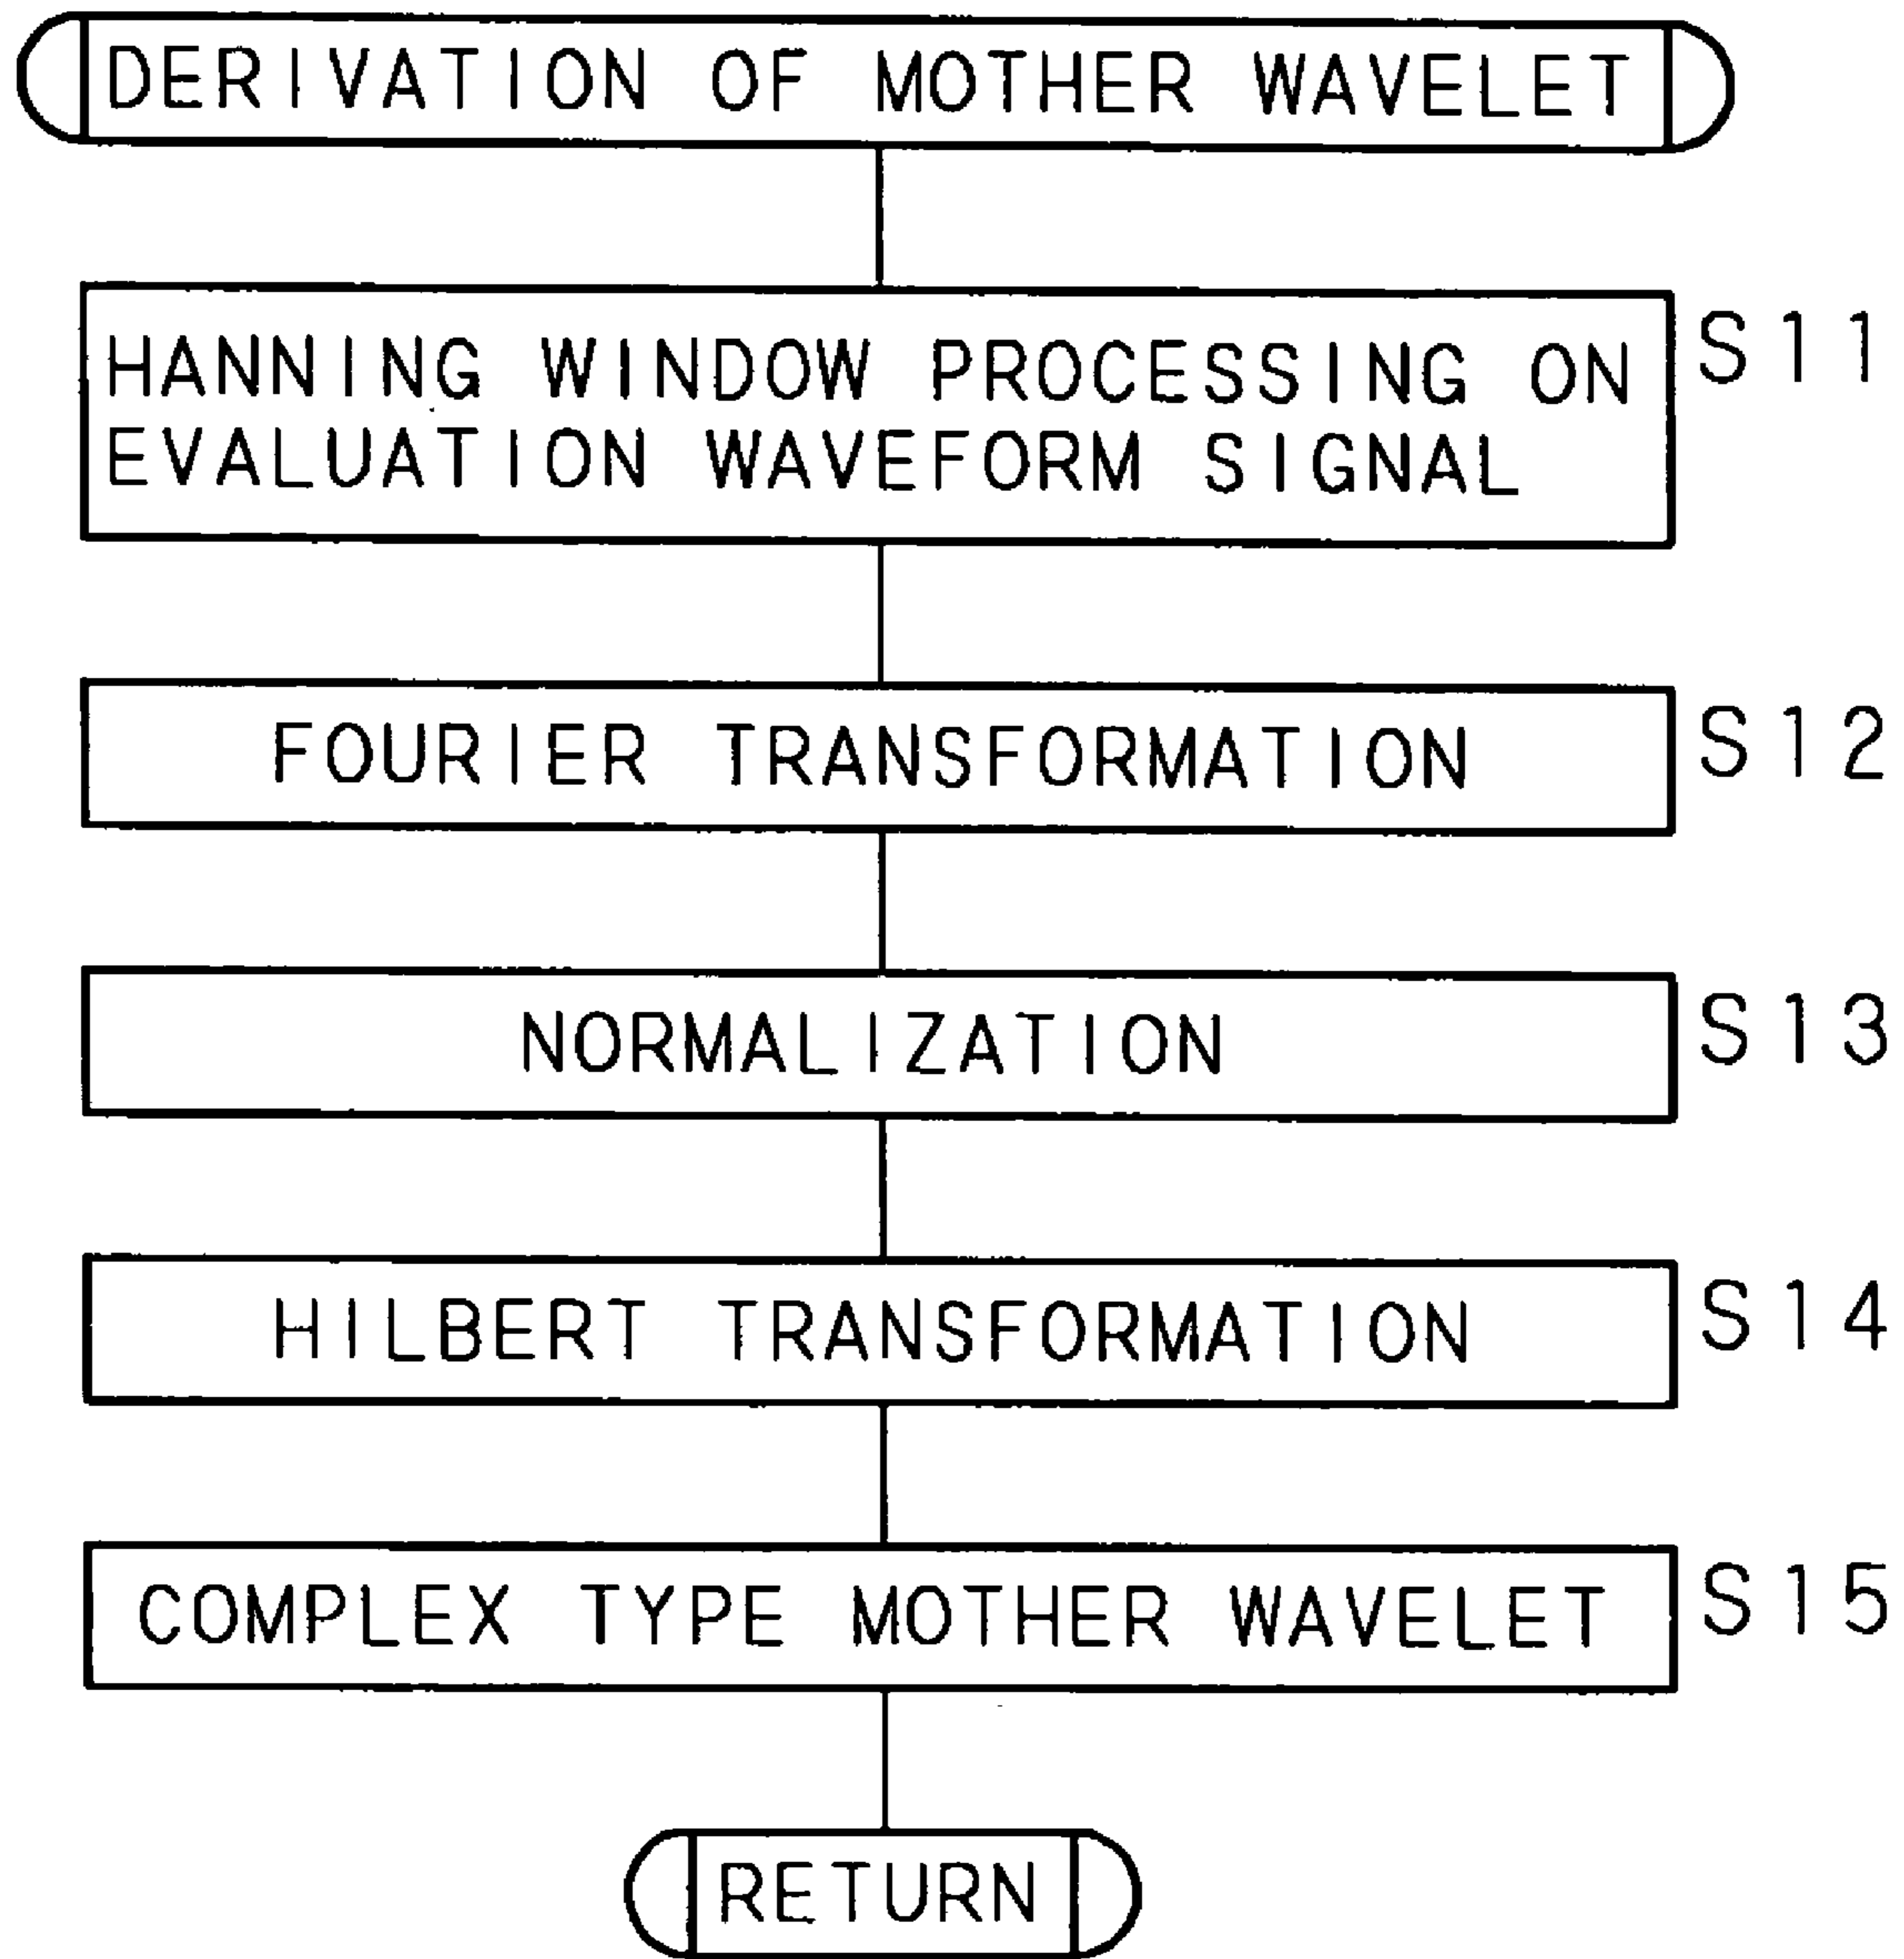 DERIVATION OF MOTHER WAVELET
HANNING WINDOW PROCESSING ON
EVALUATION WAVEFORM SIGNAL
S11
FOURIER TRANSFORMATION
S12
NORMALIZATION
S13
HILBERT TRANSFORMATION
S14
COMPLEX TYPE MOTHER WAVELET
S15
RETURN